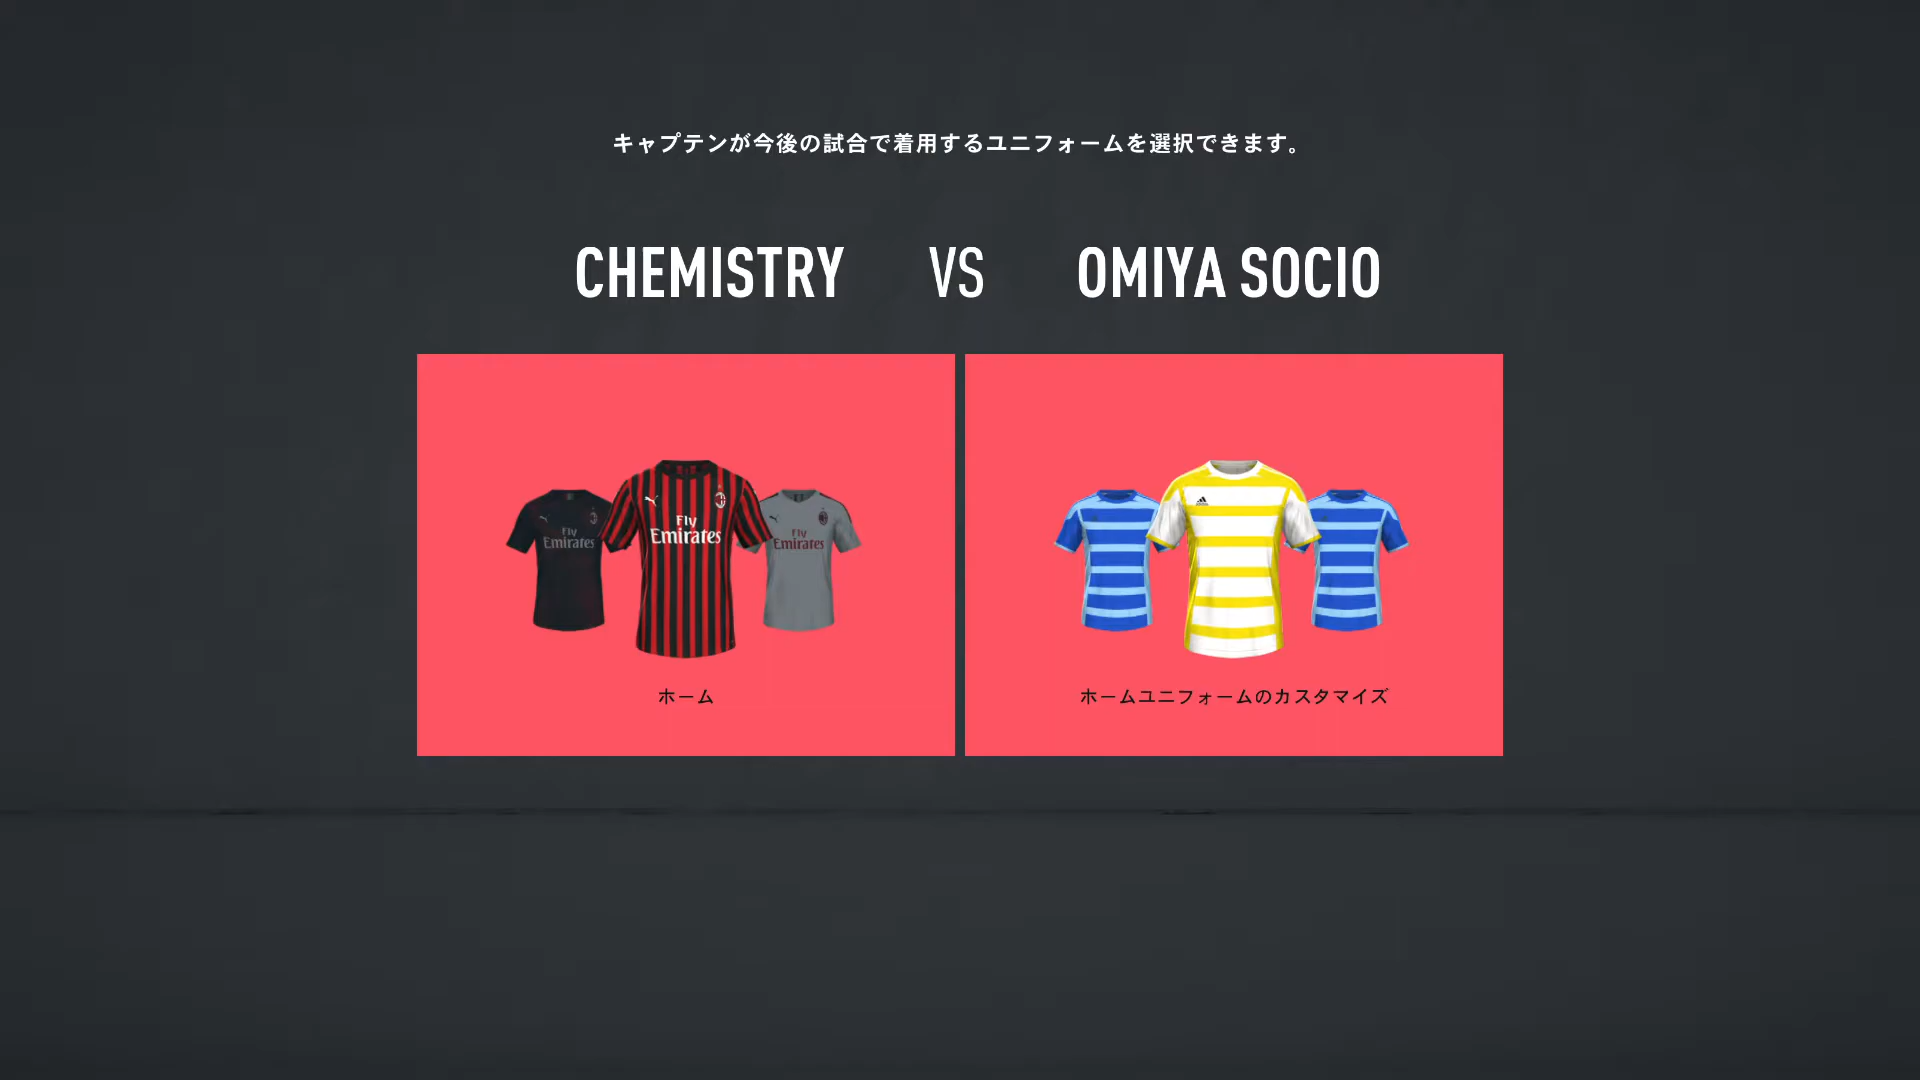 キャプテンが今後の試合で着用するユニフォームを選択できます。
CHEMISTRY VS OMIYA SOCIO
Fly Emirates
Fly Emirates
Fly Emirates
ホーム
ホームユニフォームのカスタマイズ